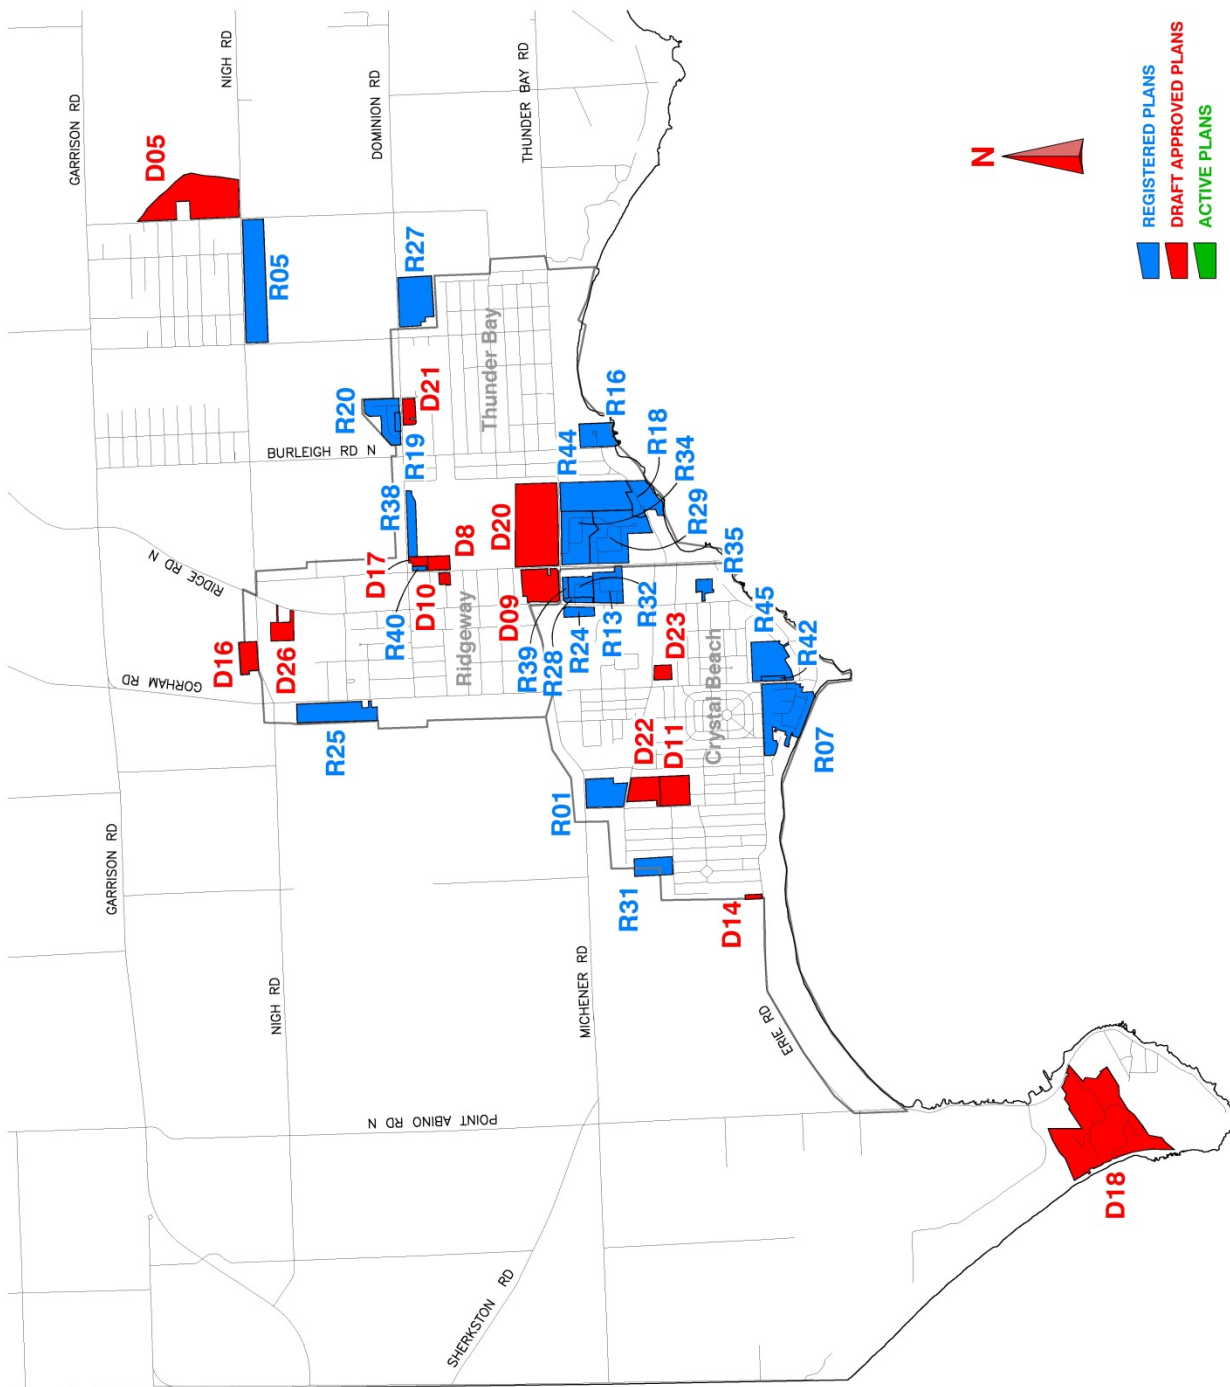 GARRISON RD
NIGH RD
DOMINION RD
THUNDER BAY RD
D05
R05
R27
R20
D21
Thunder Bay
BURLEIGH RD N
R19
R38
R44
R16
R18
R34
R29
D20
D17
D8
R40
D10
Ridgeway
D09
R39
R28
R24
R13
R32
R35
RIDGE RD N
D16
D26
GORHAM RD
R25
D23
R45
R42
Crystal Beach
D22
D11
R07
R01
R31
D14
GARRISON RD
NIGH RD
MICHENER RD
ERIE RD
POINT ABINO RD N
SHERKSTON RD
D18
N
REGISTERED PLANS
DRAFT APPROVED PLANS
ACTIVE PLANS